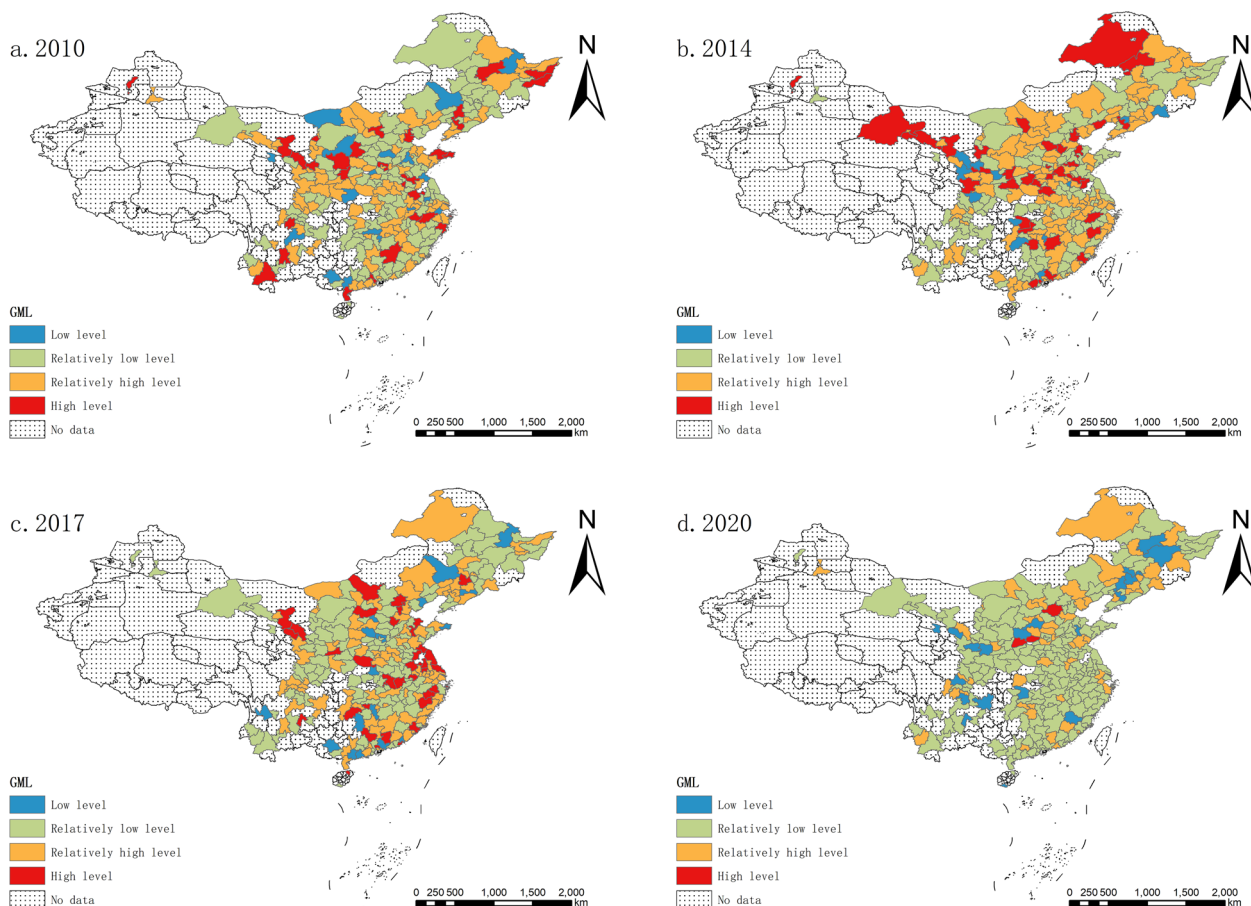 a. 2010
N
GML
Low level
Relatively low level
Relatively high level
High level
No data
0 250 500 1,000 1,500 2,000
km
b. 2014
N
GML
Low level
Relatively low level
Relatively high level
High level
No data
0 250 500 1,000 1,500 2,000
km
c. 2017
N
GML
Low level
Relatively low level
Relatively high level
High level
No data
0 250 500 1,000 1,500 2,000
km
d. 2020
N
GML
Low level
Relatively low level
Relatively high level
High level
No data
0 250 500 1,000 1,500 2,000
km